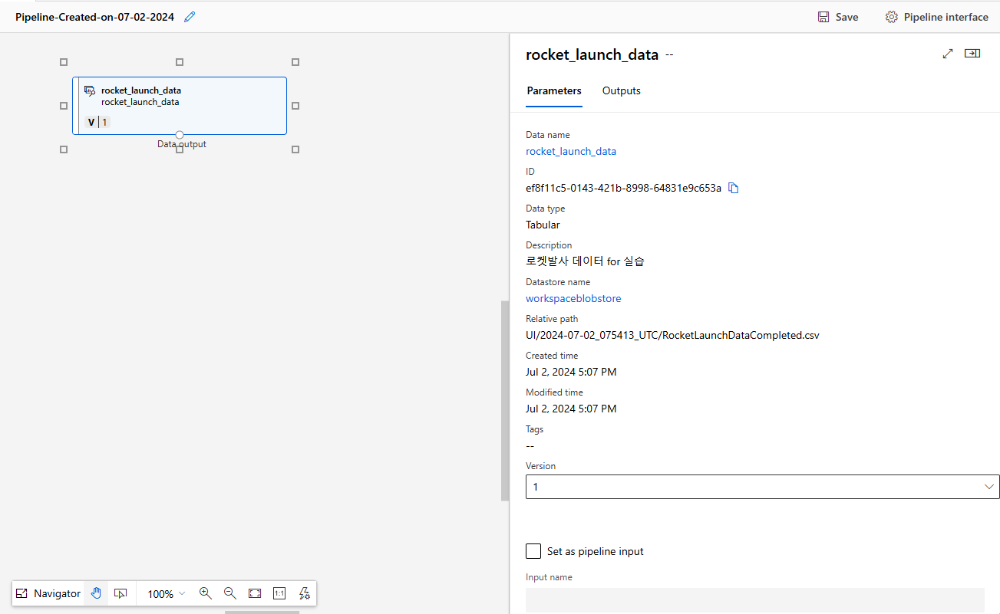 Pipeline-Created-on-07-02-2024
Save
Pipeline interface
rocket_launch_data
rocket_launch_data
V 1
Data output
rocket_launch_data --
Parameters
Outputs
Data name
rocket_launch_data
ID
ef8f11c5-0143-421b-8998-64831e9c653a
Data type
Tabular
Description
로켓발사 데이터 for 실습
Datastore name
workspaceblobstore
Relative path
UI/2024-07-02_075413_UTC/RocketLaunchDataCompleted.csv
Created time
Jul 2, 2024 5:07 PM
Modified time
Jul 2, 2024 5:07 PM
Tags
--
Version
1
Set as pipeline input
Input name
Navigator
100%
1:1